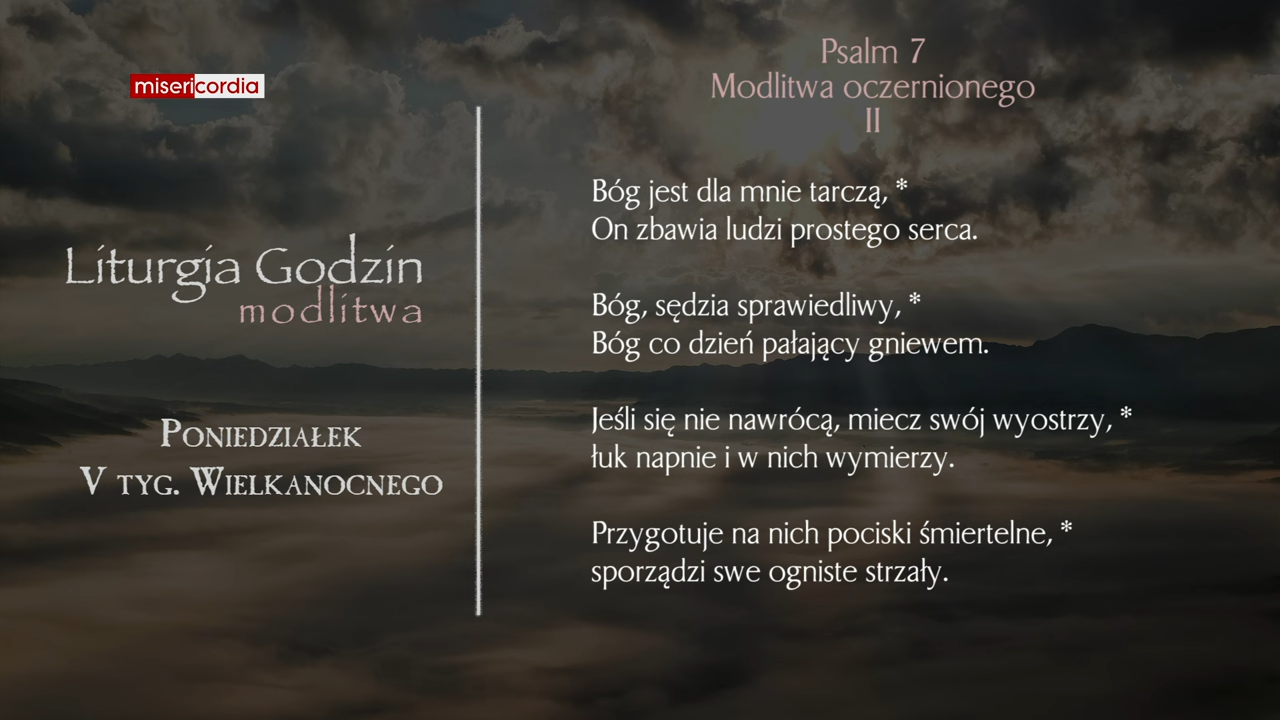 misericordia
Liturgia Godzin
modlitwa
Poniedziałek
V tyg. Wielkanocnego
Psalm 7
Modlitwa oczernionego
II
Bóg jest dla mnie tarczą, *
On zbawia ludzi prostego serca.
Bóg, sędzia sprawiedliwy, *
Bóg co dzień pałający gniewem.
Jeśli się nie nawrócą, miecz swój wyostrzy, *
łuk napnie i w nich wymierzy.
Przygotuje na nich pociski śmiertelne, *
sporządzi swe ogniste strzały.